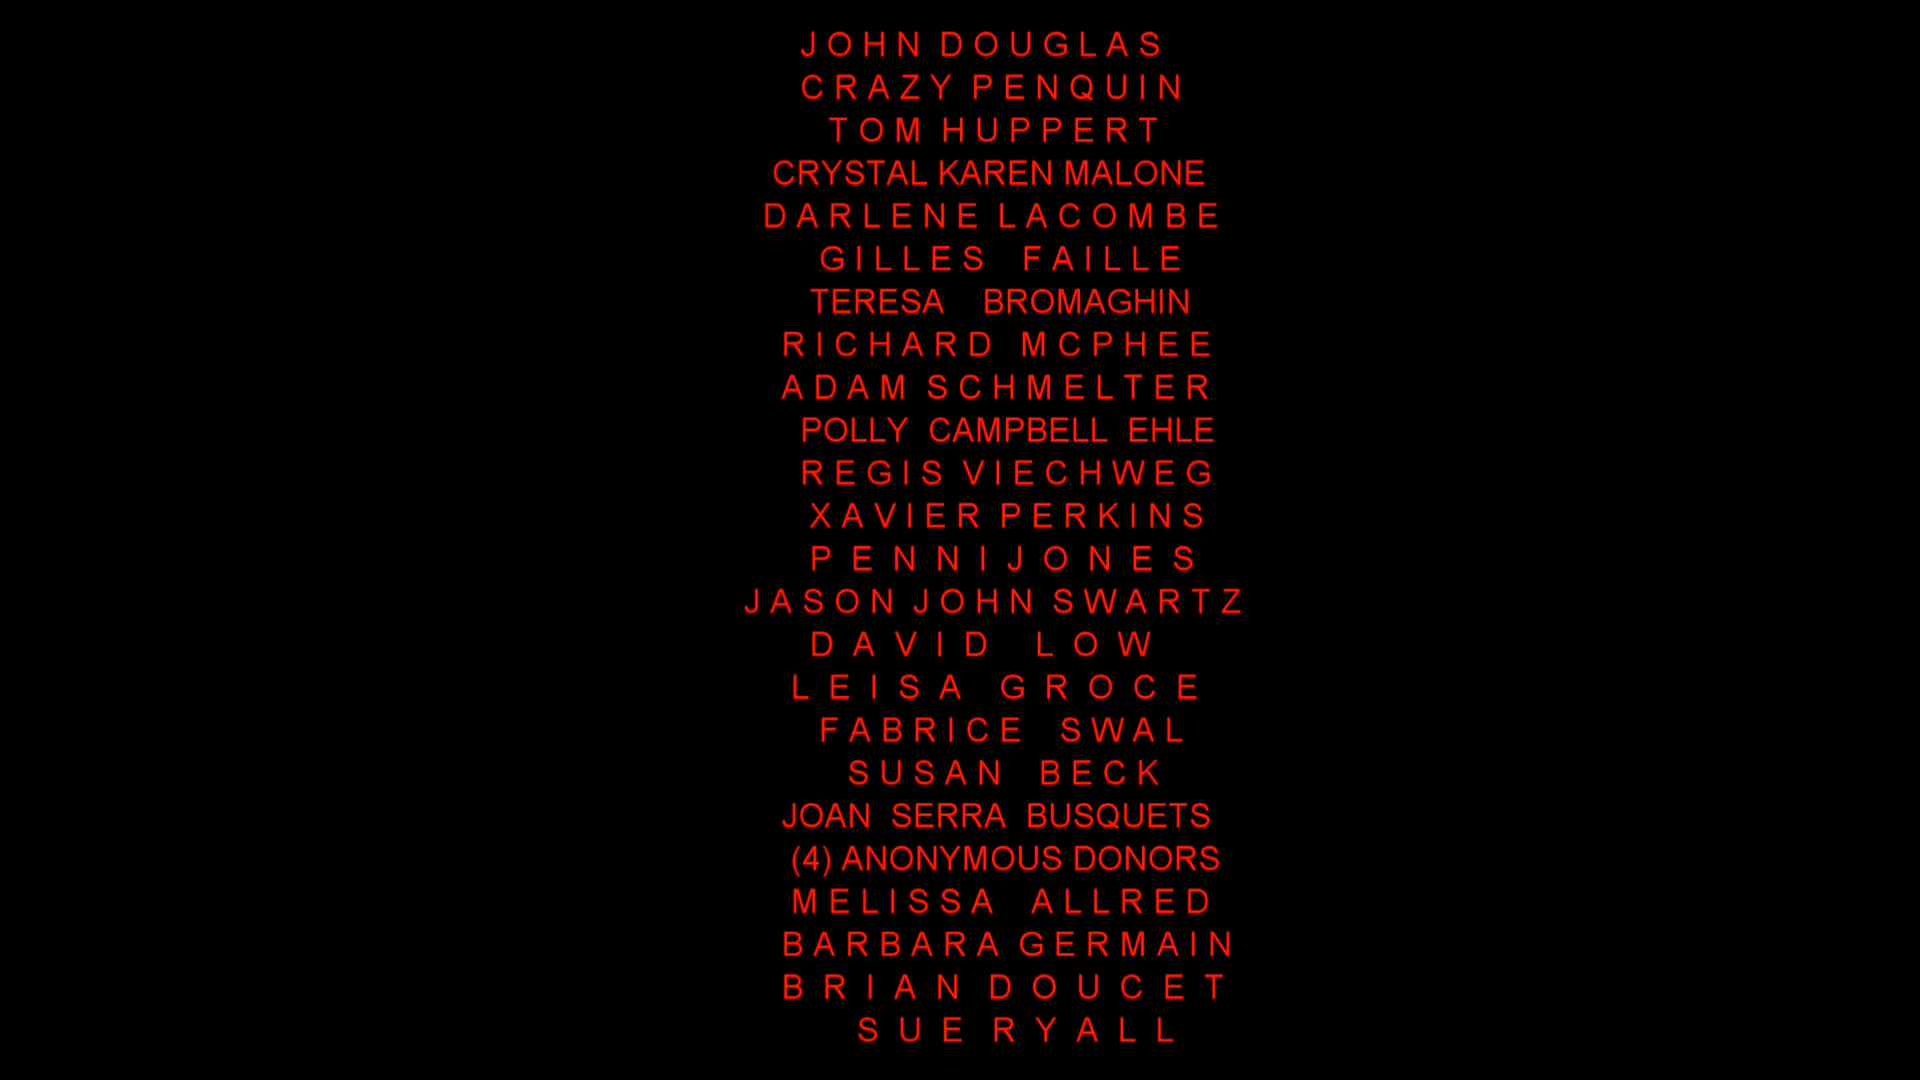 JOHN DOUGLAS
CRAZY PENQUIN
TOM HUPPERT
CRYSTAL KAREN MALONE
DARLENE LACOMBE
GILLES FAILLE
TERESA BROMAGHIN
RICHARD MCPHEE
ADAM SCHMELTER
POLLY CAMPBELL EHLE
REGIS VIECHWEG
XAVIER PERKINS
PENNI JONES
JASON JOHN SWARTZ
DAVID LOW
LEISA GROCE
FABRICE SWAL
SUSAN BECK
JOAN SERRA BUSQUETS
(4) ANONYMOUS DONORS
MELISSA ALLRED
BARBARA GERMAIN
BRIAN DOUCET
SUE RYALL